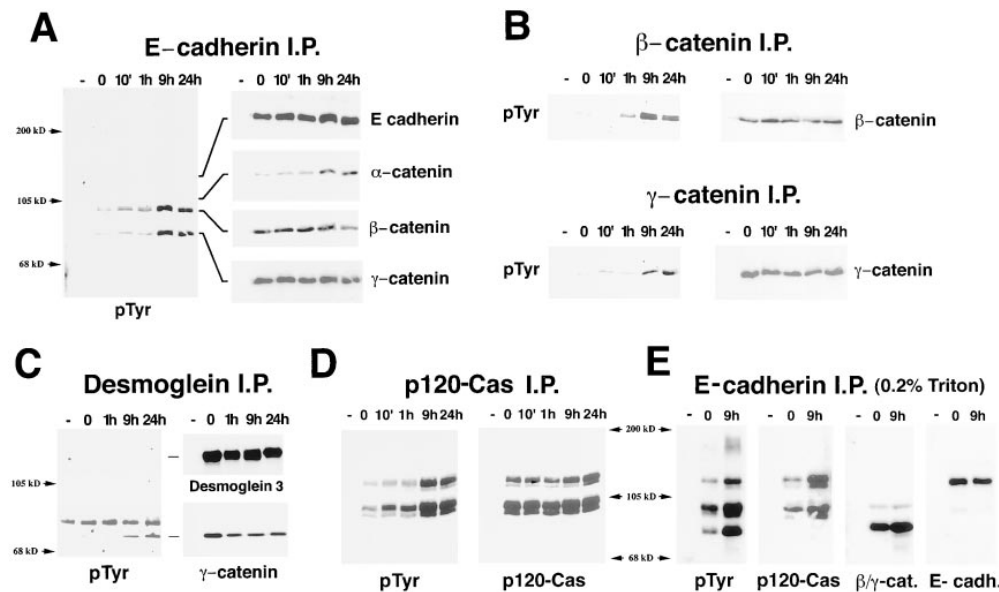 A
E-cadherin I.P.
- 0 10' 1h 9h 24h
- 0 10' 1h 9h 24h
200 kD
105 kD
68 kD
pTyr
E cadherin
α-catenin
β-catenin
γ-catenin
B
β-catenin I.P.
- 0 10' 1h 9h 24h
- 0 10' 1h 9h 24h
pTyr
β-catenin
γ-catenin I.P.
- 0 10' 1h 9h 24h
- 0 10' 1h 9h 24h
pTyr
γ-catenin
C
Desmoglein I.P.
- 0 1h 9h 24h
- 0 1h 9h 24h
105 kD
68 kD
Desmoglein 3
pTyr
γ-catenin
D
p120-Cas I.P.
- 0 10' 1h 9h 24h
- 0 10' 1h 9h 24h
pTyr
p120-Cas
200 kD
105 kD
68 kD
E
E-cadherin I.P. (0.2% Triton)
- 0 9h
- 0 9h
- 0 9h
- 0 9h
pTyr
p120-Cas
β/γ-cat.
E- cadh.